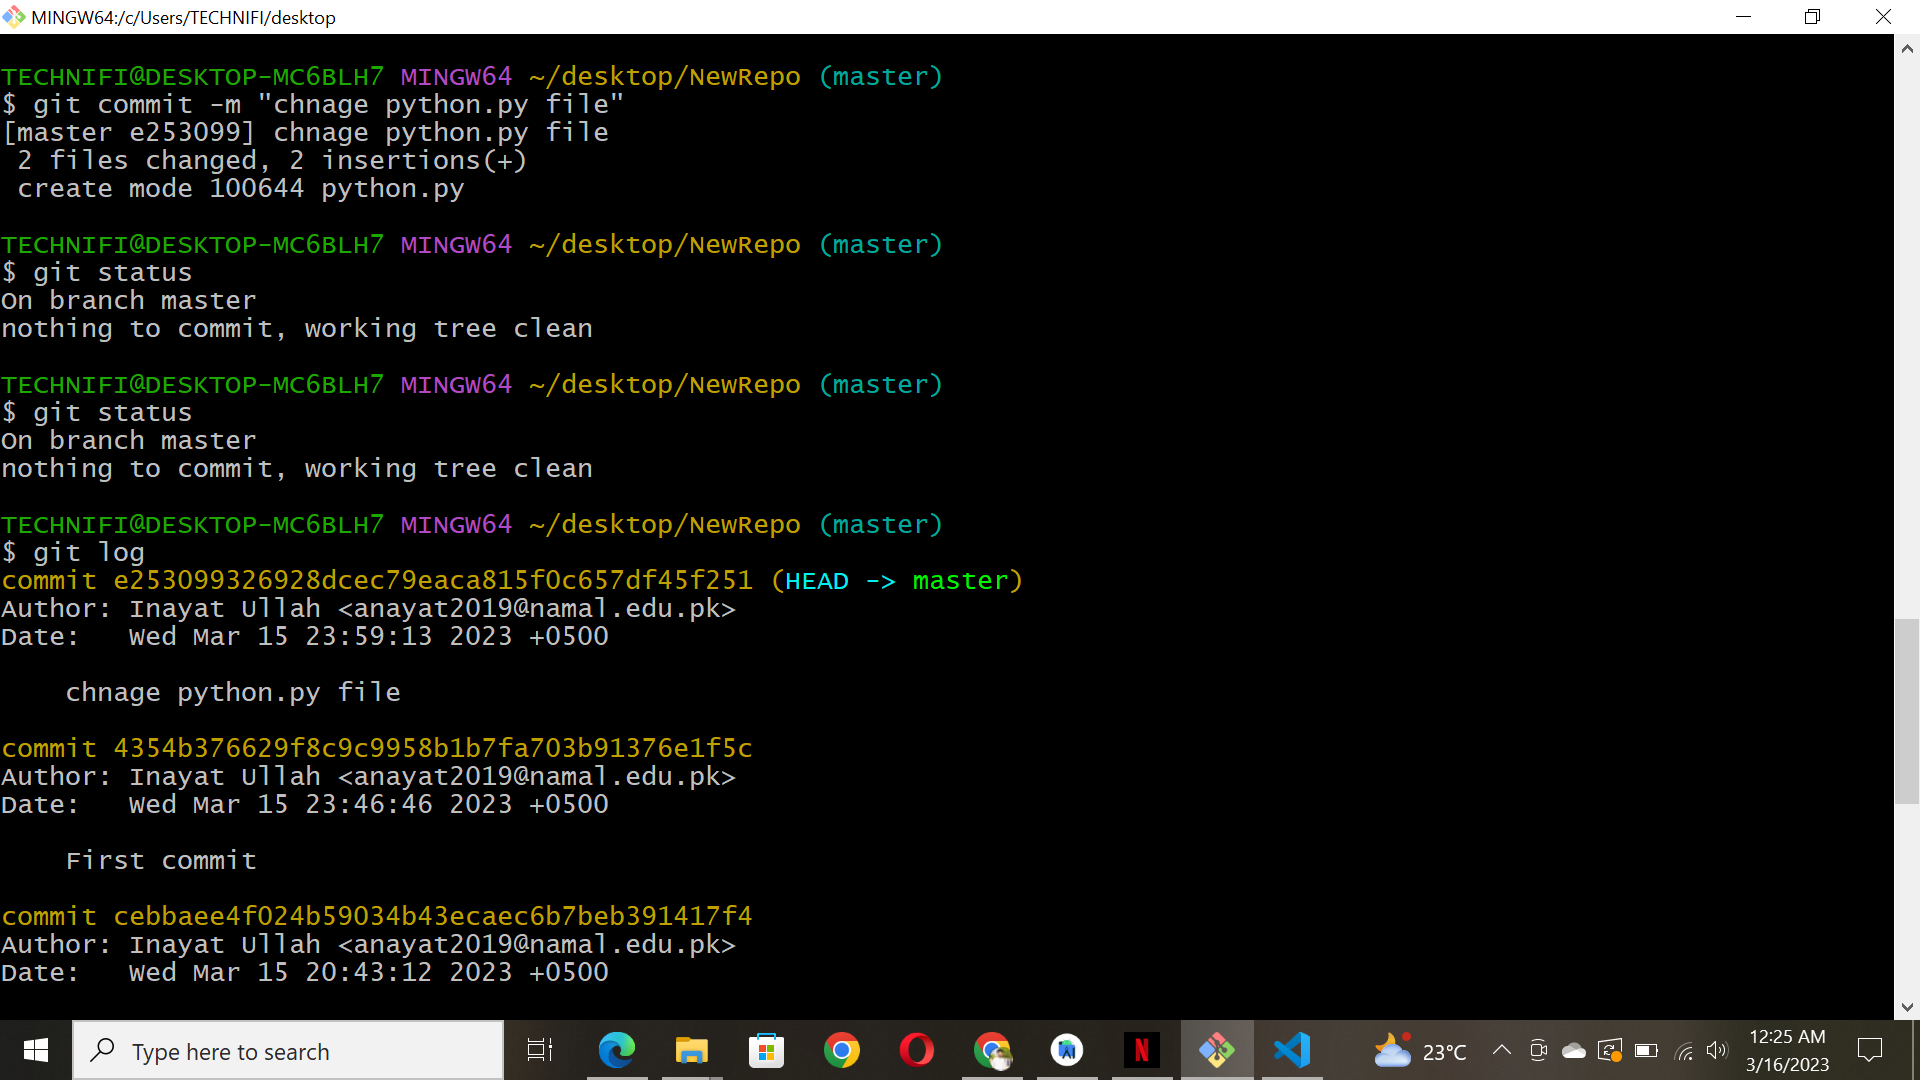 MINGW64:/c/Users/TECHNIFI/desktop
TECHNIFI@DESKTOP-MC6BLH7 MINGW64 ~/desktop/NewRepo (master)
$ git commit -m "chnage python.py file"
[master e253099] chnage python.py file
 2 files changed, 2 insertions(+)
 create mode 100644 python.py
TECHNIFI@DESKTOP-MC6BLH7 MINGW64 ~/desktop/NewRepo (master)
$ git status
On branch master
nothing to commit, working tree clean
TECHNIFI@DESKTOP-MC6BLH7 MINGW64 ~/desktop/NewRepo (master)
$ git status
On branch master
nothing to commit, working tree clean
TECHNIFI@DESKTOP-MC6BLH7 MINGW64 ~/desktop/NewRepo (master)
$ git log
commit e253099326928dcec79eaca815f0c657df45f251 (HEAD -> master)
Author: Inayat Ullah <anayat2019@namal.edu.pk>
Date:   Wed Mar 15 23:59:13 2023 +0500
    chnage python.py file
commit 4354b376629f8c9c9958b1b7fa703b91376e1f5c
Author: Inayat Ullah <anayat2019@namal.edu.pk>
Date:   Wed Mar 15 23:46:46 2023 +0500
    First commit
commit cebbaee4f024b59034b43ecaec6b7beb391417f4
Author: Inayat Ullah <anayat2019@namal.edu.pk>
Date:   Wed Mar 15 20:43:12 2023 +0500
Type here to search
N
23°C
12:25 AM
3/16/2023